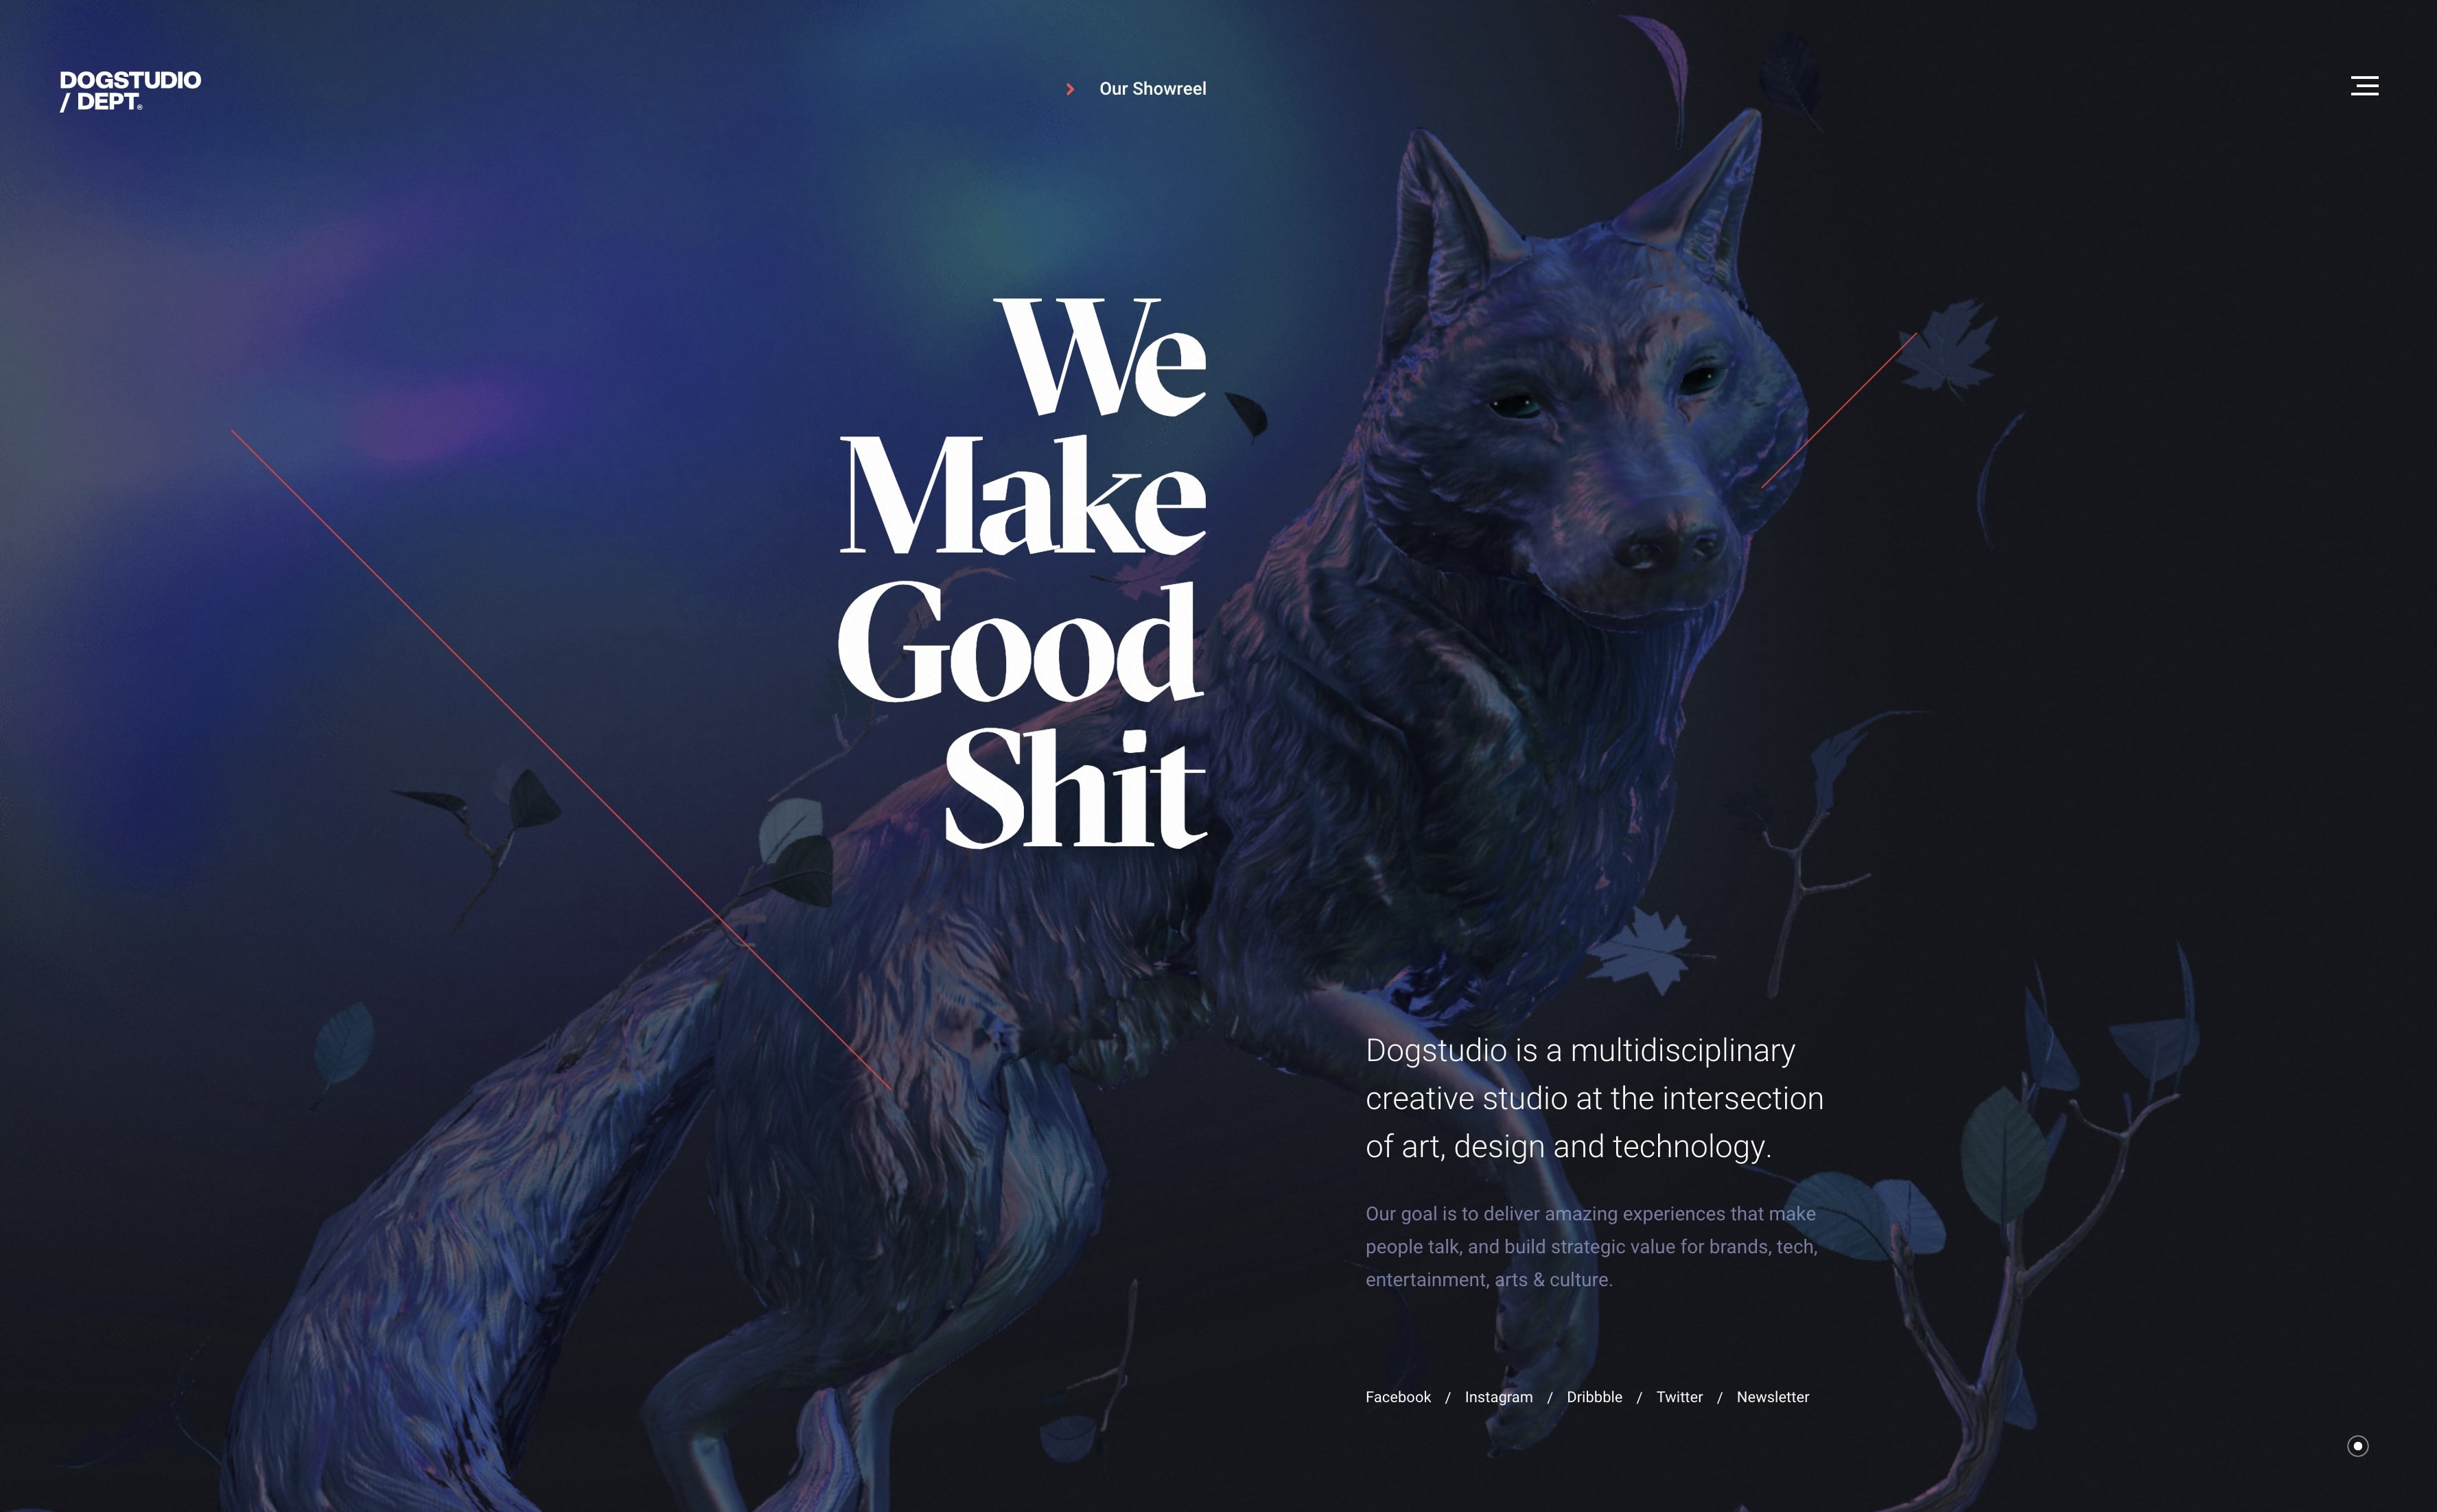 DOGSTUDIO
/ DEPT.®
Our Showreel
We
Make
Good
Shit
Dogstudio is a multidisciplinary
creative studio at the intersection
of art, design and technology.
Our goal is to deliver amazing experiences that make
people talk, and build strategic value for brands, tech,
entertainment, arts & culture.
Facebook / Instagram / Dribbble / Twitter / Newsletter